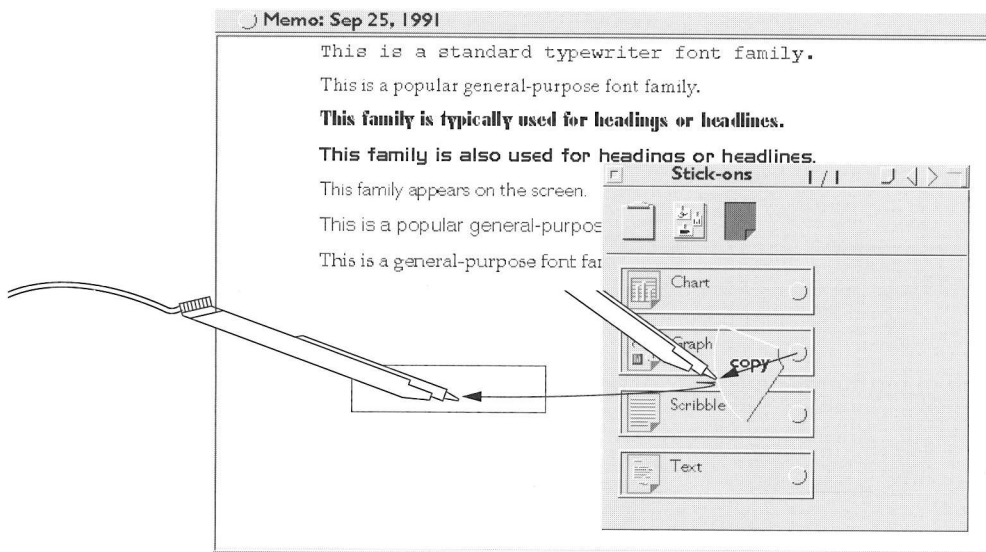 Memo: Sep 25, 1991
This is a standard typewriter font family.
This is a popular general-purpose font family.
This family is typically used for headings or headlines.
This family is also used for headings or headlines.
This family appears on the screen.
This is a popular general-purpos
This is a general-purpose font fa
Stick-ons 1/1
Chart
Graph
copy
Scribble
Text